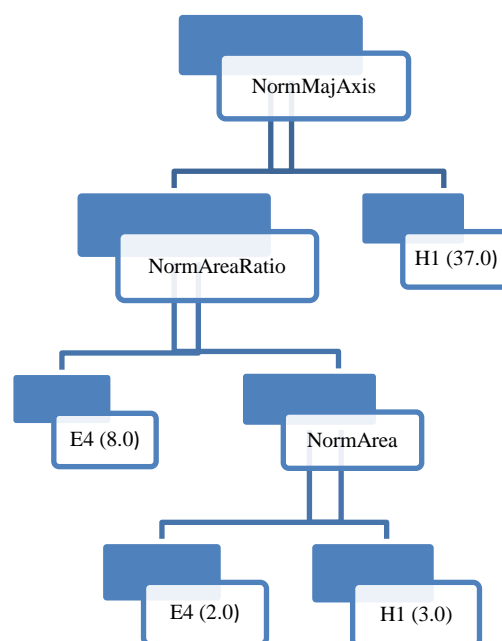 NormMajAxis
NormAreaRatio
H1 (37.0)
E4 (8.0)
NormArea
E4 (2.0)
H1 (3.0)